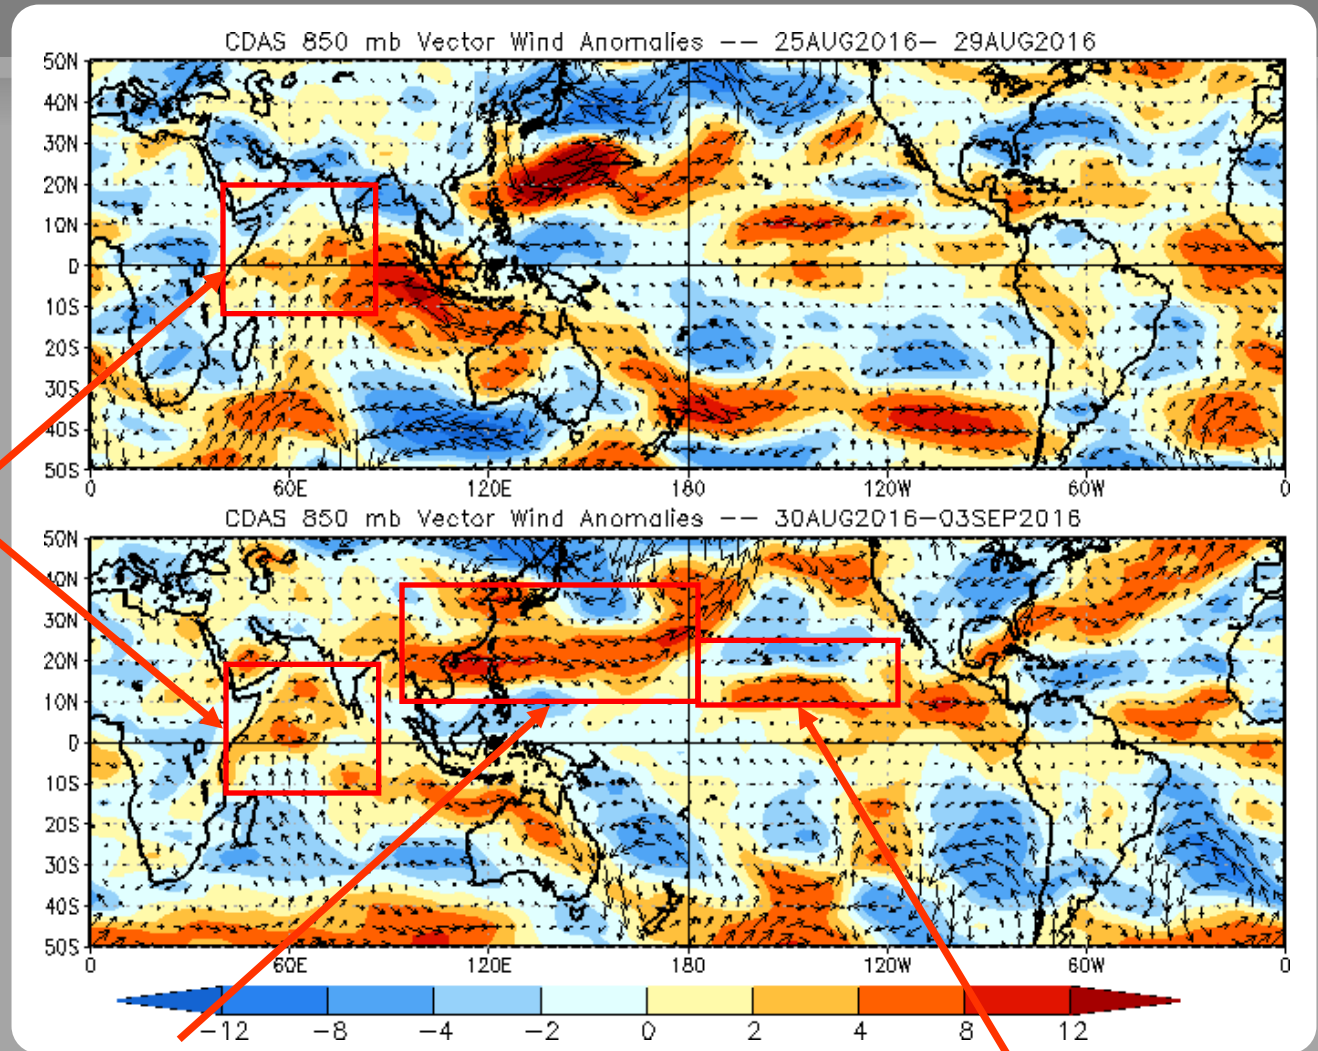 CDAS 850 mb Vector Wind Anomalies -- 25AUG2016- 29AUG2016
50N
40N
30N
20N
10N
0
10S
20S
30S
40S
50S
0 60E 120E 180 120W 60W 0
CDAS 850 mb Vector Wind Anomalies -- 30AUG2016-03SEP2016
50N
40N
30N
20N
10N
0
10S
20S
30S
40S
50S
0 60E 120E 180 120W 60W 0
-12 -8 -4 -2 0 2 4 8 12